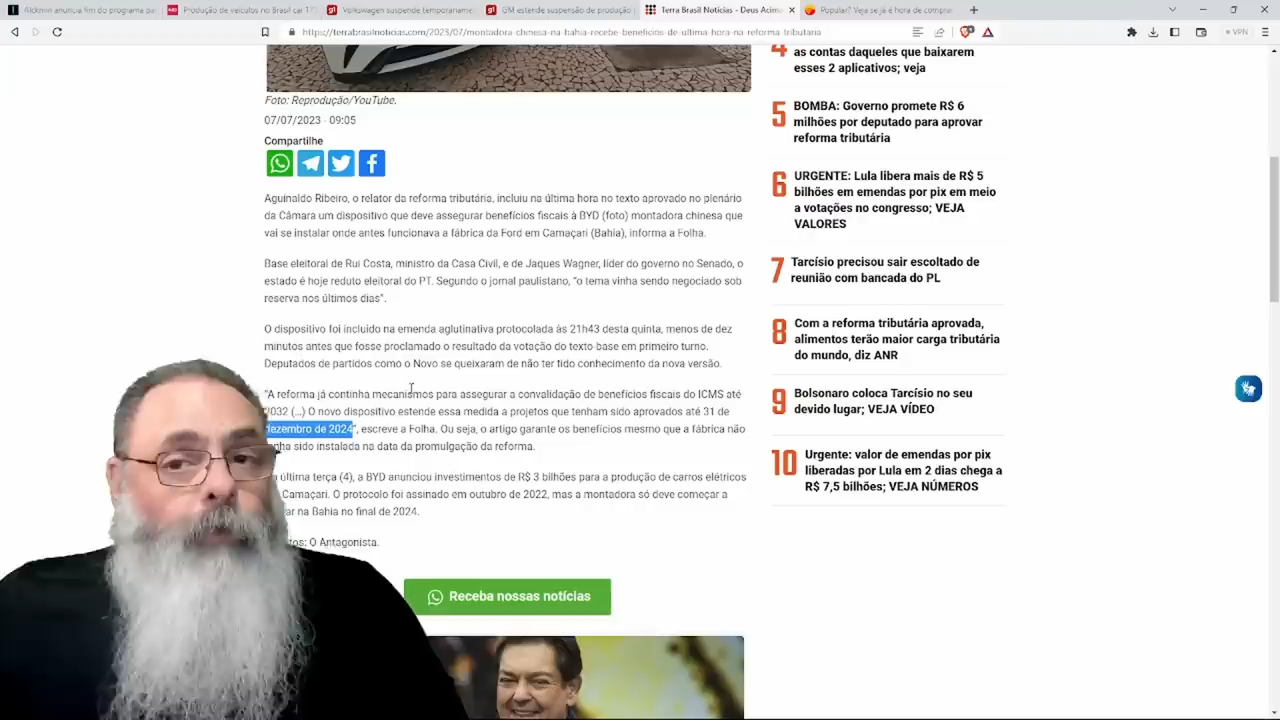 Alckmin anuncia fim do programa pa
Produção de veículos no Brasil cai 17
Volkswagen suspende temporariame
GM estende suspensão de produção
Terra Brasil Notícias - Deus Acima
Popular? Veja se já é hora de compra
https://terrabrasilnoticias.com/2023/07/montadora-chinesa-na-bahia-recebe-beneficios-de-ultima-hora-na-reforma-tributaria
VPN
Foto: Reprodução/YouTube.
07/07/2023 · 09:05
Compartilhe
Aguinaldo Ribeiro, o relator da reforma tributária, incluiu na última hora no texto aprovado no plenário
da Câmara um dispositivo que deve assegurar benefícios fiscais à BYD (foto) montadora chinesa que
vai se instalar onde antes funcionava a fábrica da Ford em Camaçari (Bahia), informa a Folha.
Base eleitoral de Rui Costa, ministro da Casa Civil, e de Jaques Wagner, líder do governo no Senado, o
estado é hoje reduto eleitoral do PT. Segundo o jornal paulistano, “o tema vinha sendo negociado sob
reserva nos últimos dias”.
O dispositivo foi incluído na emenda aglutinativa protocolada às 21h43 desta quinta, menos de dez
minutos antes que fosse proclamado o resultado da votação do texto-base em primeiro turno.
Deputados de partidos como o Novo se queixaram de não ter tido conhecimento da nova versão.
“A reforma já continha mecanismos para assegurar a convalidação de benefícios fiscais do ICMS até
2032 (…) O novo dispositivo estende essa medida a projetos que tenham sido aprovados até 31 de
dezembro de 2024”, escreve a Folha. Ou seja, o artigo garante os benefícios mesmo que a fábrica não
tenha sido instalada na data da promulgação da reforma.
última terça (4), a BYD anunciou investimentos de R$ 3 bilhões para a produção de carros elétricos
Camaçari. O protocolo foi assinado em outubro de 2022, mas a montadora só deve começar a
na Bahia no final de 2024.
O Antagonista.
Receba nossas notícias
4
as contas daqueles que baixarem
esses 2 aplicativos; veja
5 BOMBA: Governo promete R$ 6
milhões por deputado para aprovar
reforma tributária
6 URGENTE: Lula libera mais de R$ 5
bilhões em emendas por pix em meio
a votações no congresso; VEJA
VALORES
7 Tarcísio precisou sair escoltado de
reunião com bancada do PL
8 Com a reforma tributária aprovada,
alimentos terão maior carga tributária
do mundo, diz ANR
9 Bolsonaro coloca Tarcísio no seu
devido lugar; VEJA VÍDEO
10 Urgente: valor de emendas por pix
liberadas por Lula em 2 dias chega a
R$ 7,5 bilhões; VEJA NÚMEROS